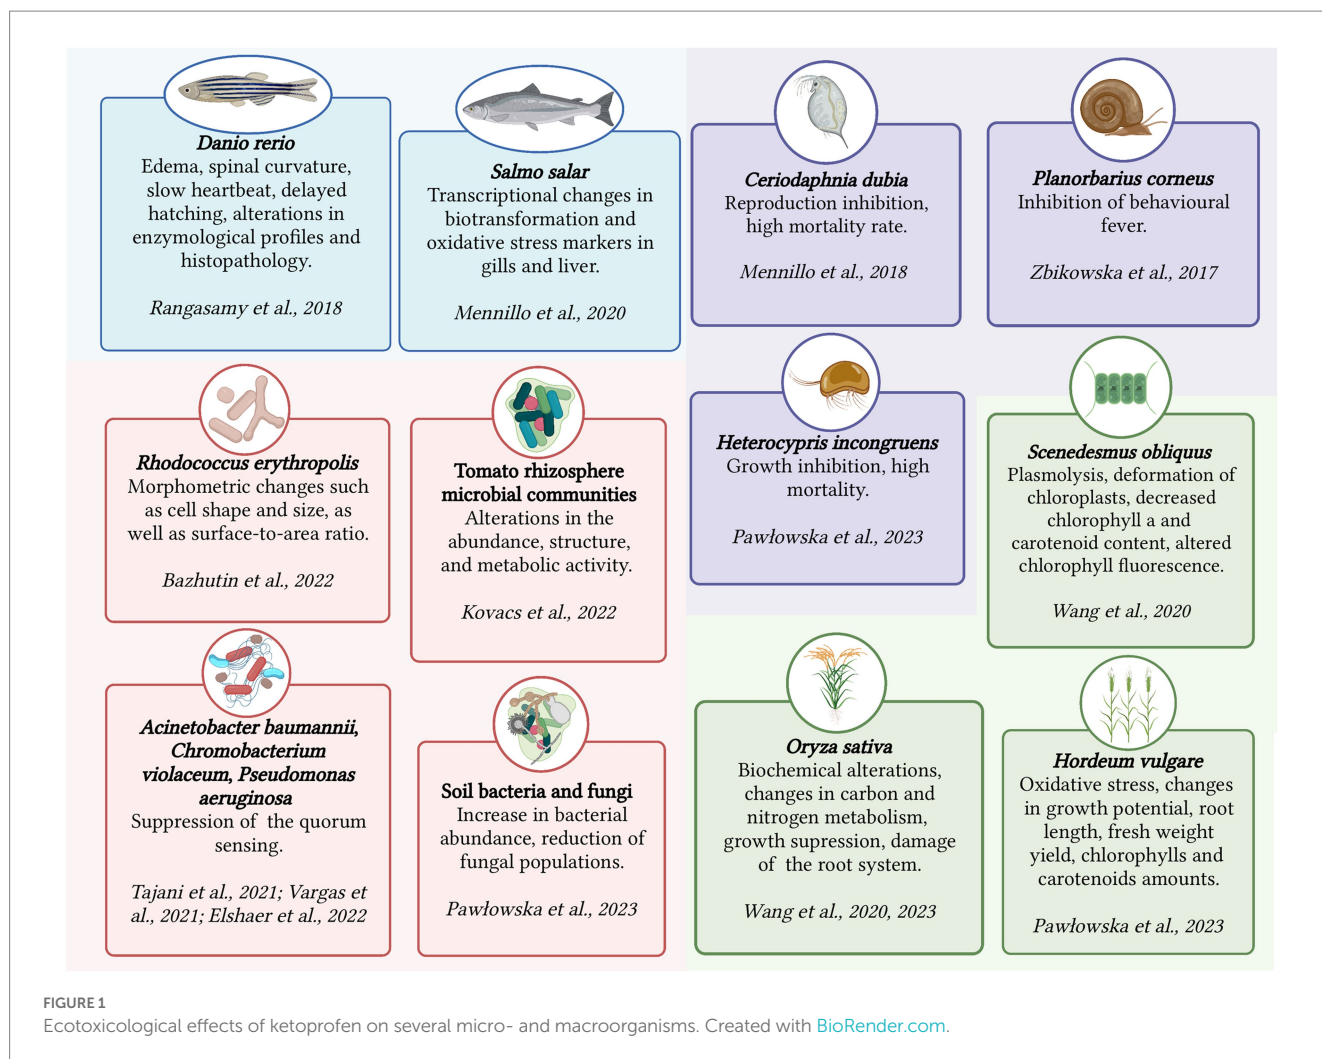 Danio rerio
Edema, spinal curvature,
slow heartbeat, delayed
hatching, alterations in
enzymological profiles and
histopathology.
Rangasamy et al., 2018
Salmo salar
Transcriptional changes in
biotransformation and
oxidative stress markers in
gills and liver.
Mennillo et al., 2020
Ceriodaphnia dubia
Reproduction inhibition,
high mortality rate.
Mennillo et al., 2018
Planorbarius corneus
Inhibition of behavioural
fever.
Zbikowska et al., 2017
Rhodococcus erythropolis
Morphometric changes such
as cell shape and size, as
well as surface-to-area ratio.
Bazhutin et al., 2022
Tomato rhizosphere
microbial communities
Alterations in the
abundance, structure,
and metabolic activity.
Kovacs et al., 2022
Heterocypris incongruens
Growth inhibition, high
mortality.
Pawłowska et al., 2023
Scenedesmus obliquus
Plasmolysis, deformation of
chloroplasts, decreased
chlorophyll a and
carotenoid content, altered
chlorophyll fluorescence.
Wang et al., 2020
Acinetobacter baumannii,
Chromobacterium
violaceum, Pseudomonas
aeruginosa
Suppression of the quorum
sensing.
Tajani et al., 2021; Vargas et
al., 2021; Elshaer et al., 2022
Soil bacteria and fungi
Increase in bacterial
abundance, reduction of
fungal populations.
Pawłowska et al., 2023
Oryza sativa
Biochemical alterations,
changes in carbon and
nitrogen metabolism,
growth supression, damage
of the root system.
Wang et al., 2020, 2023
Hordeum vulgare
Oxidative stress, changes
in growth potential, root
length, fresh weight
yield, chlorophylls and
carotenoids amounts.
Pawłowska et al., 2023
FIGURE 1
Ecotoxicological effects of ketoprofen on several micro- and macroorganisms. Created with BioRender.com.